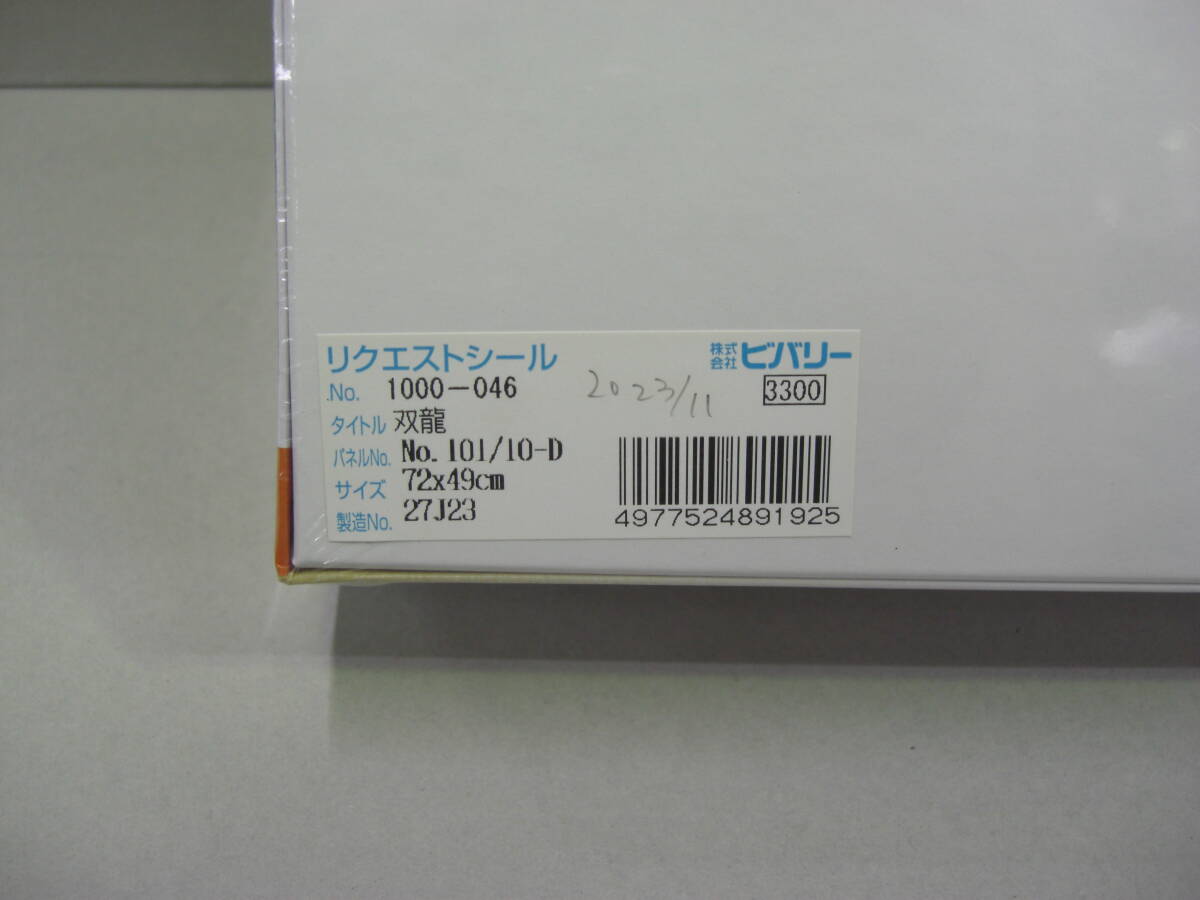 リクエストシール
株式会社 ビバリー
No. 1000-046
2023/11
3300
タイトル 双龍
パネルNo. No.101/10-D
サイズ 72x49cm
製造No. 27J23
4977524891925